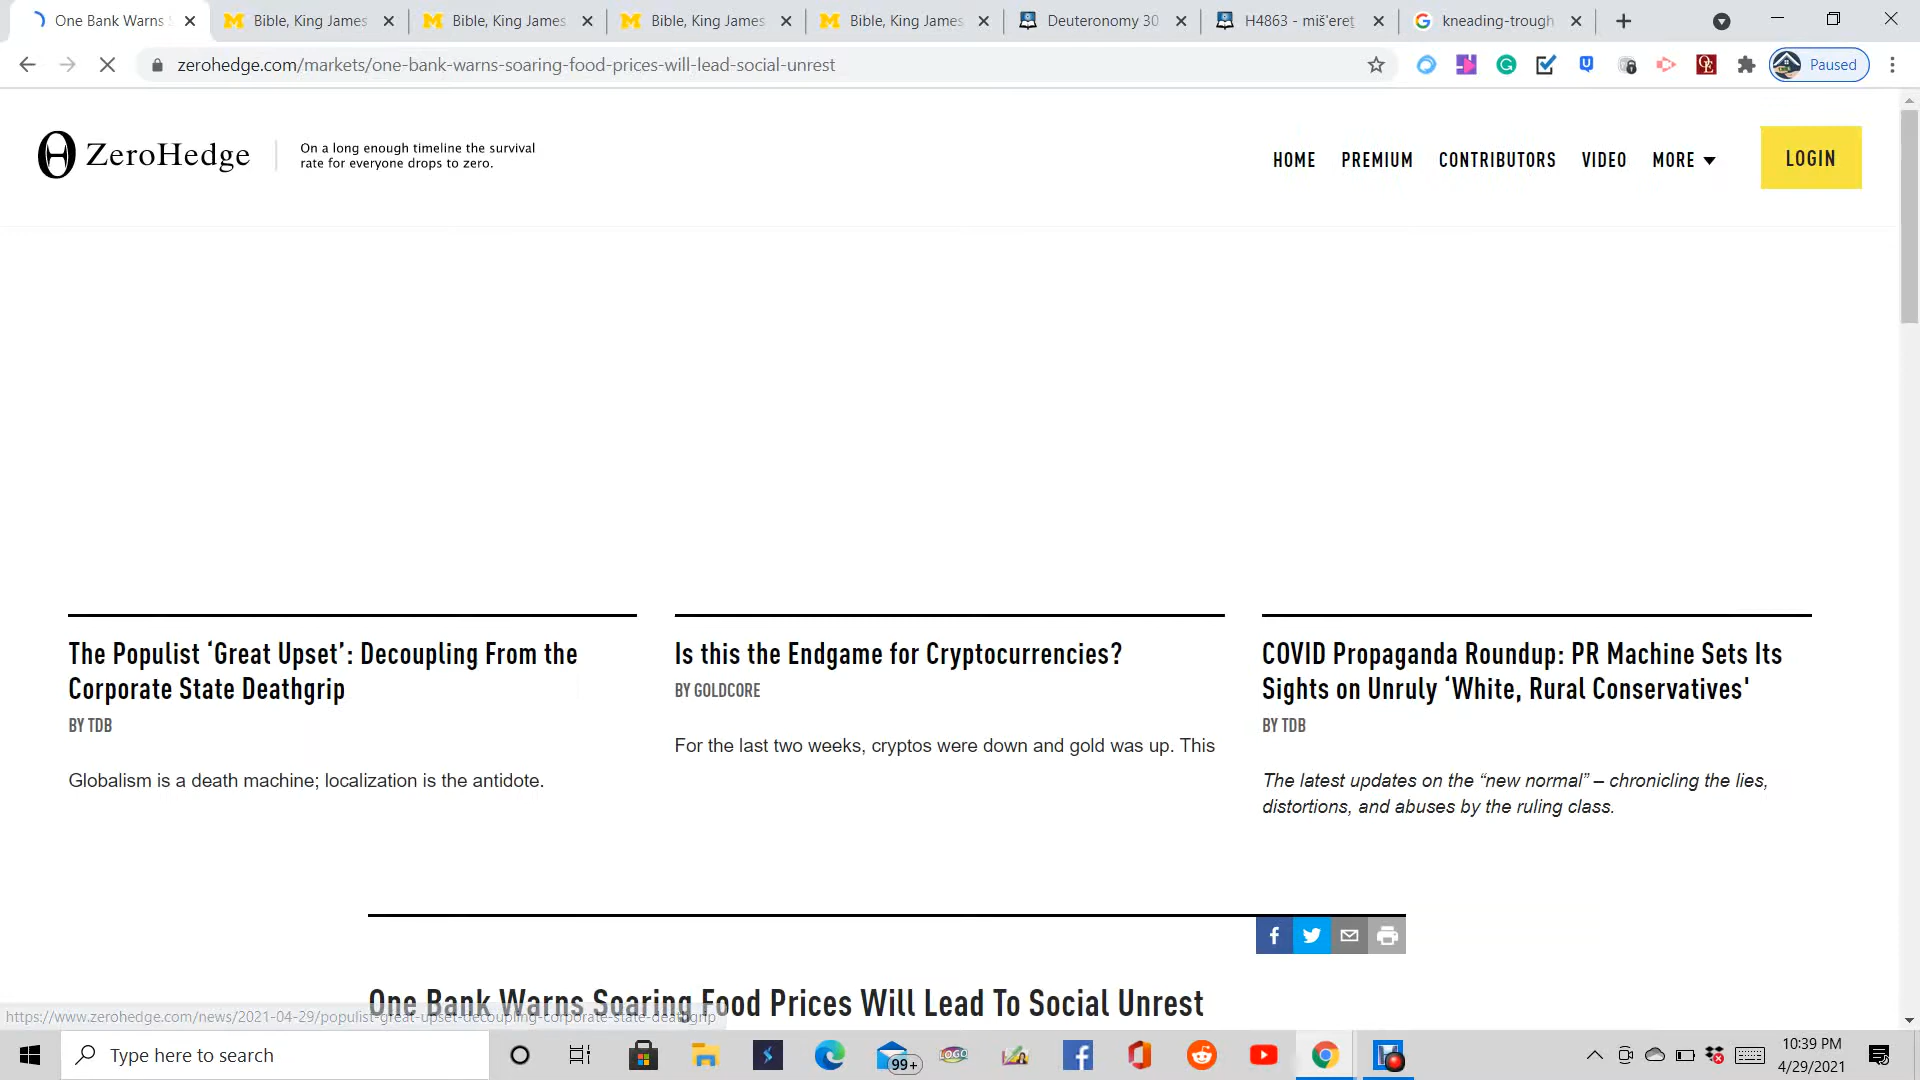 One Bank Warns
Bible, King James
Bible, King James
Bible, King James
Bible, King James
Deuteronomy 30
H4863 - miš'ereṯ
kneading-trough
zerohedge.com/markets/one-bank-warns-soaring-food-prices-will-lead-social-unrest
Paused
ZeroHedge
On a long enough timeline the survival
rate for everyone drops to zero.
HOME
PREMIUM
CONTRIBUTORS
VIDEO
MORE
LOGIN
The Populist ‘Great Upset’: Decoupling From the
Corporate State Deathgrip
BY TDB
Globalism is a death machine; localization is the antidote.
Is this the Endgame for Cryptocurrencies?
BY GOLDCORE
For the last two weeks, cryptos were down and gold was up. This
COVID Propaganda Roundup: PR Machine Sets Its
Sights on Unruly ‘White, Rural Conservatives'
BY TDB
The latest updates on the “new normal” – chronicling the lies,
distortions, and abuses by the ruling class.
One Bank Warns Soaring Food Prices Will Lead To Social Unrest
https://www.zerohedge.com/news/2021-04-29/populist-great-upset-decoupling-corporate-state-deathgrip
Type here to search
99+
LOGO
10:39 PM
4/29/2021